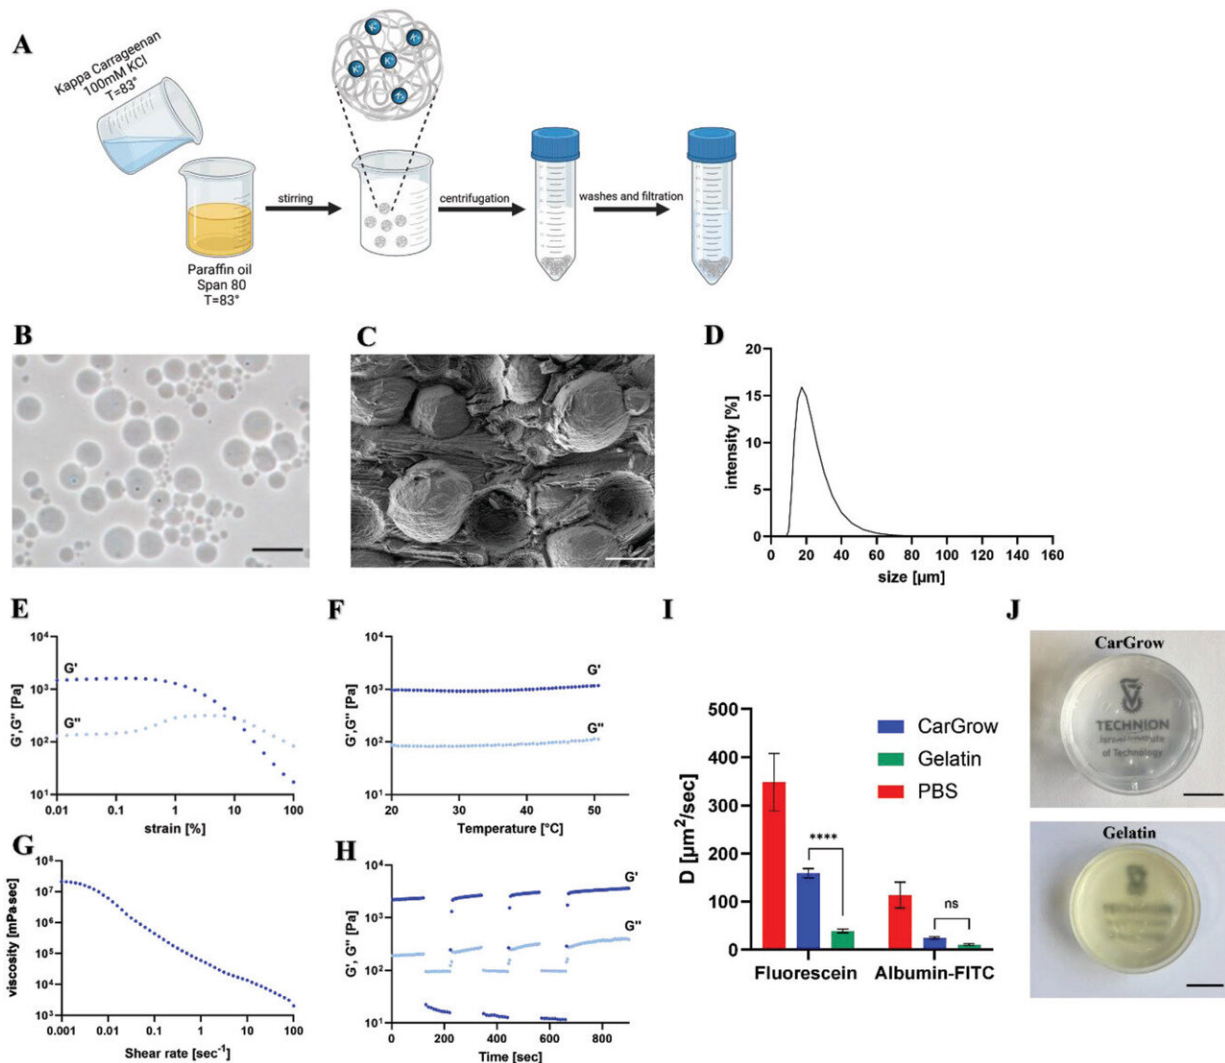 A
Kappa Carrageenan
100mM KCl
T=83°
K⁺
K⁺
K⁺
K⁺
K⁺
stirring
centrifugation
washes and filtration
Paraffin oil
Span 80
T=83°
B
C
D
intensity [%]
20
15
10
5
0
0 20 40 60 80 100 120 140 160
size [µm]
E
G',G'' [Pa]
10⁴
10³
10²
10¹
G'
G''
0.01 0.1 1 10 100
strain [%]
F
G',G'' [Pa]
10⁴
10³
10²
10¹
G'
G''
20 30 40 50
Temperature [°C]
G
viscosity [mPa·sec]
10⁸
10⁷
10⁶
10⁵
10⁴
10³
0.001 0.01 0.1 1 10 100
Shear rate [sec⁻¹]
H
G', G'' [Pa]
10⁴
10³
10²
10¹
G'
G''
0 200 400 600 800
Time [sec]
I
D [µm²/sec]
500
400
300
200
100
0
CarGrow
Gelatin
PBS
****
ns
Fluorescein Albumin-FITC
J
CarGrow
TECHNION
Israel Institute
of Technology
Gelatin